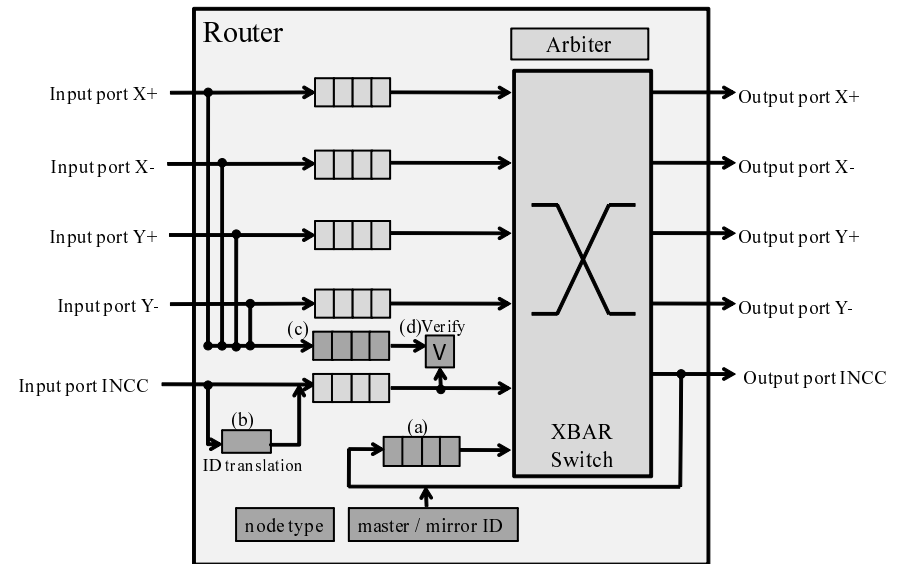 Router
Arbiter
Input port X+
Output port X+
Input port X-
Output port X-
Input port Y+
Output port Y+
Input port Y-
Output port Y-
(c)
(d)Verify
V
Input port INCC
Output port INCC
(b)
ID translation
(a)
XBAR
Switch
node type
master / mirror ID